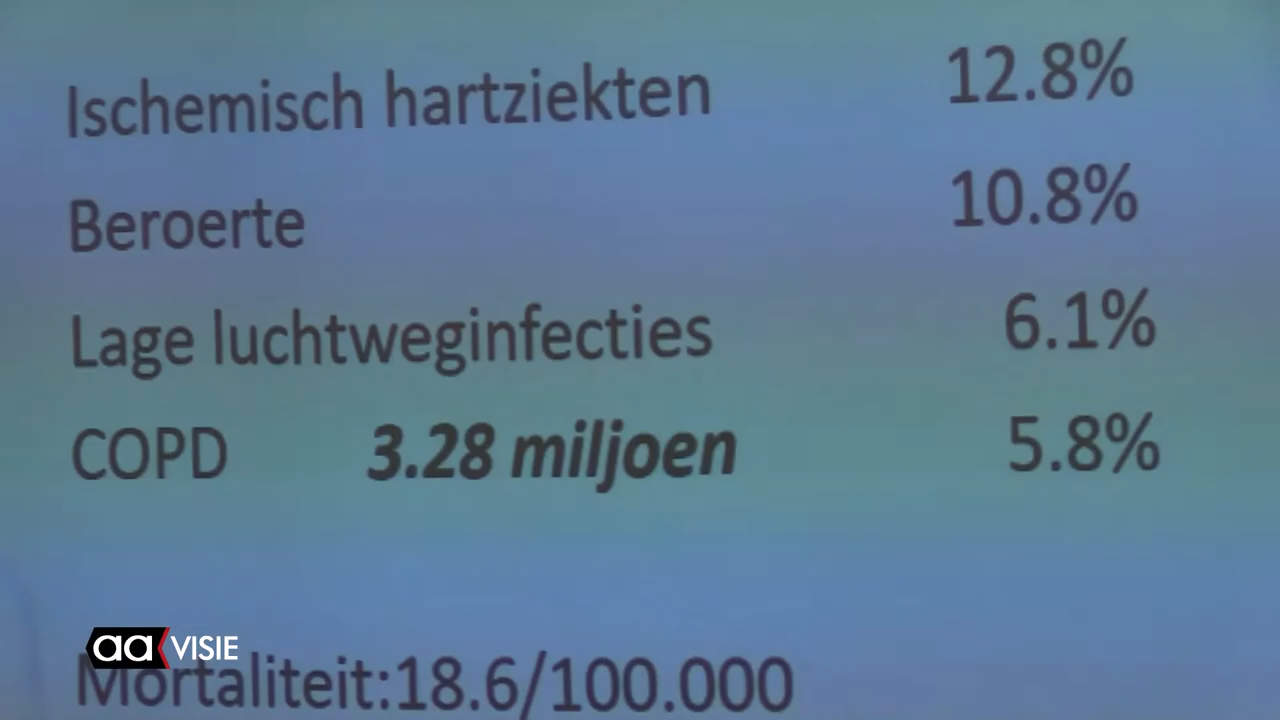 Ischemisch hartziekten 12.8%
Beroerte 10.8%
Lage luchtweginfecties 6.1%
COPD 3.28 miljoen 5.8%
aa VISIE
Mortaliteit:18.6/100.000